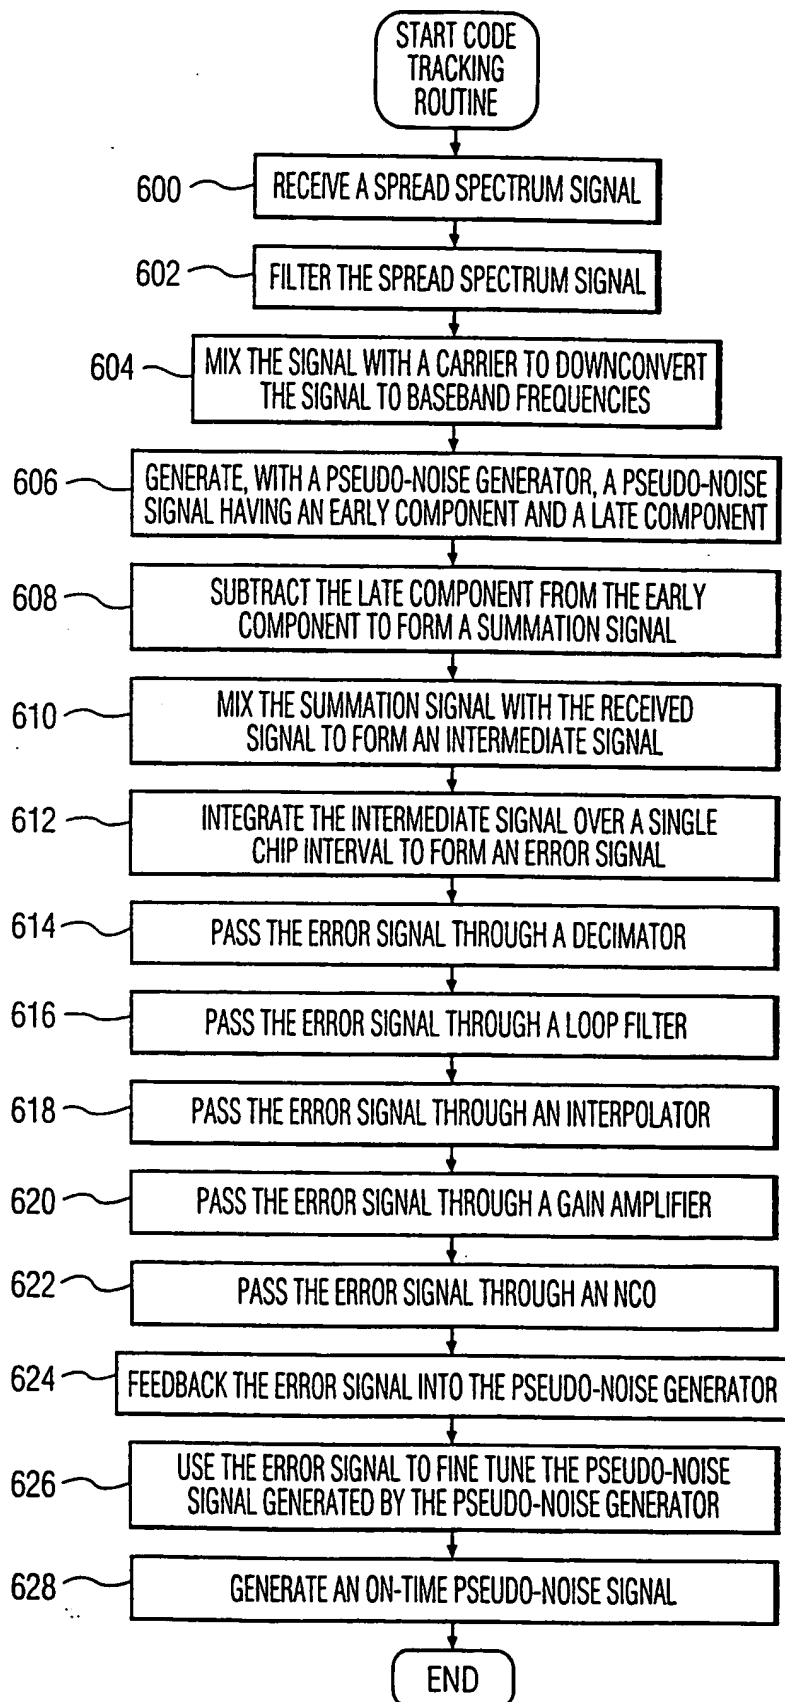 START CODE
TRACKING
ROUTINE
600
RECEIVE A SPREAD SPECTRUM SIGNAL
602
FILTER THE SPREAD SPECTRUM SIGNAL
604
MIX THE SIGNAL WITH A CARRIER TO DOWNCONVERT
THE SIGNAL TO BASEBAND FREQUENCIES
606
GENERATE, WITH A PSEUDO-NOISE GENERATOR, A PSEUDO-NOISE
SIGNAL HAVING AN EARLY COMPONENT AND A LATE COMPONENT
608
SUBTRACT THE LATE COMPONENT FROM THE EARLY
COMPONENT TO FORM A SUMMATION SIGNAL
610
MIX THE SUMMATION SIGNAL WITH THE RECEIVED
SIGNAL TO FORM AN INTERMEDIATE SIGNAL
612
INTEGRATE THE INTERMEDIATE SIGNAL OVER A SINGLE
CHIP INTERVAL TO FORM AN ERROR SIGNAL
614
PASS THE ERROR SIGNAL THROUGH A DECIMATOR
616
PASS THE ERROR SIGNAL THROUGH A LOOP FILTER
618
PASS THE ERROR SIGNAL THROUGH AN INTERPOLATOR
620
PASS THE ERROR SIGNAL THROUGH A GAIN AMPLIFIER
622
PASS THE ERROR SIGNAL THROUGH AN NCO
624
FEEDBACK THE ERROR SIGNAL INTO THE PSEUDO-NOISE GENERATOR
626
USE THE ERROR SIGNAL TO FINE TUNE THE PSEUDO-NOISE
SIGNAL GENERATED BY THE PSEUDO-NOISE GENERATOR
628
GENERATE AN ON-TIME PSEUDO-NOISE SIGNAL
END